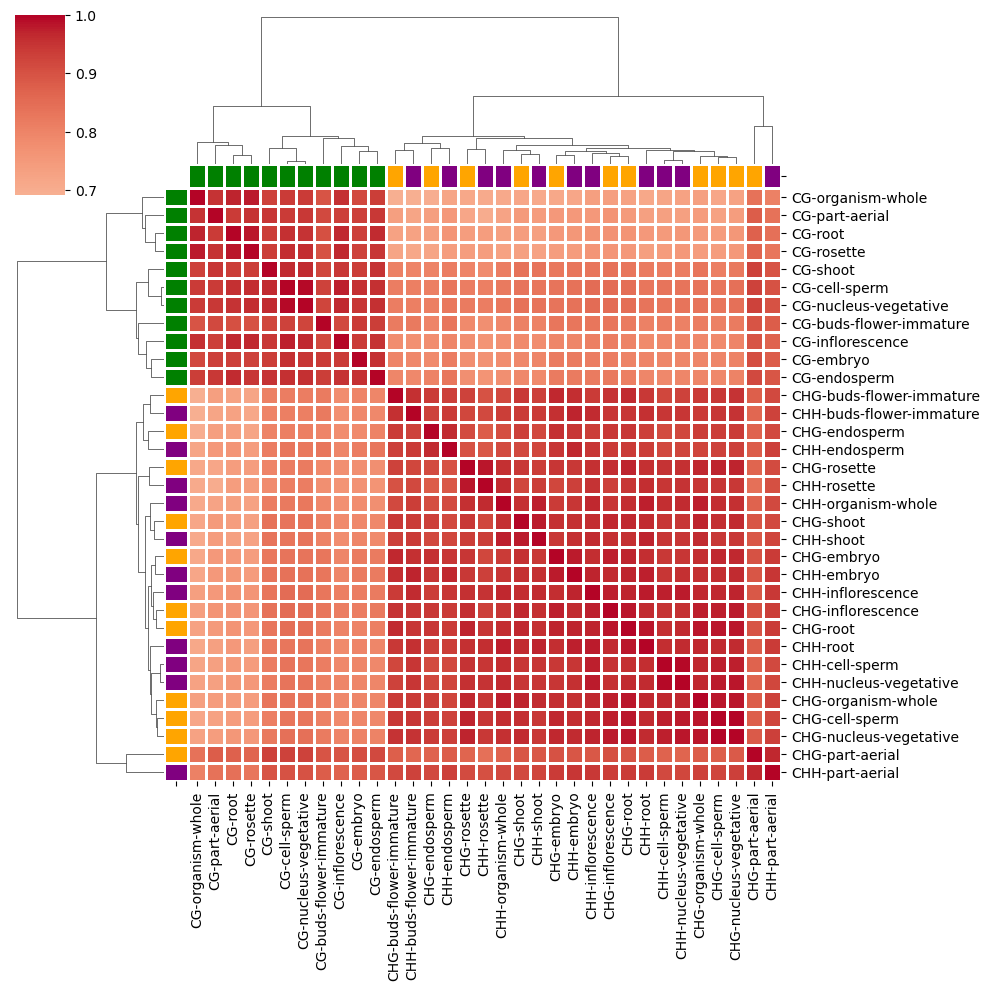 1.0
0.9
0.8
0.7
CG-organism-whole
CG-part-aerial
CG-root
CG-rosette
CG-shoot
CG-cell-sperm
CG-nucleus-vegetative
CG-buds-flower-immature
CG-inflorescence
CG-embryo
CG-endosperm
CHG-buds-flower-immature
CHH-buds-flower-immature
CHG-endosperm
CHH-endosperm
CHG-rosette
CHH-rosette
CHH-organism-whole
CHG-shoot
CHH-shoot
CHG-embryo
CHH-embryo
CHH-inflorescence
CHG-inflorescence
CHG-root
CHH-root
CHH-cell-sperm
CHH-nucleus-vegetative
CHG-organism-whole
CHG-cell-sperm
CHG-nucleus-vegetative
CHG-part-aerial
CHH-part-aerial
CG-organism-whole
CG-part-aerial
CG-root
CG-rosette
CG-shoot
CG-cell-sperm
CG-nucleus-vegetative
CG-buds-flower-immature
CG-inflorescence
CG-embryo
CG-endosperm
CHG-buds-flower-immature
CHH-buds-flower-immature
CHG-endosperm
CHH-endosperm
CHG-rosette
CHH-rosette
CHH-organism-whole
CHG-shoot
CHH-shoot
CHG-embryo
CHH-embryo
CHH-inflorescence
CHG-inflorescence
CHG-root
CHH-root
CHH-cell-sperm
CHH-nucleus-vegetative
CHG-organism-whole
CHG-cell-sperm
CHG-nucleus-vegetative
CHG-part-aerial
CHH-part-aerial